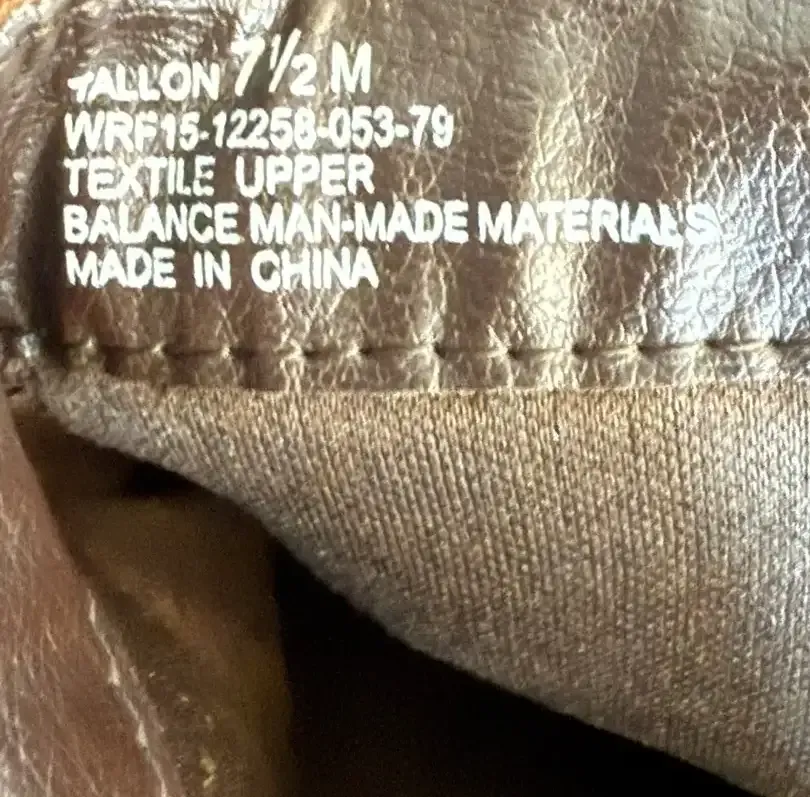 TALLON 7½ M
WRF15-12258-053-79
TEXTILE UPPER
BALANCE MAN-MADE MATERIALS
MADE IN CHINA